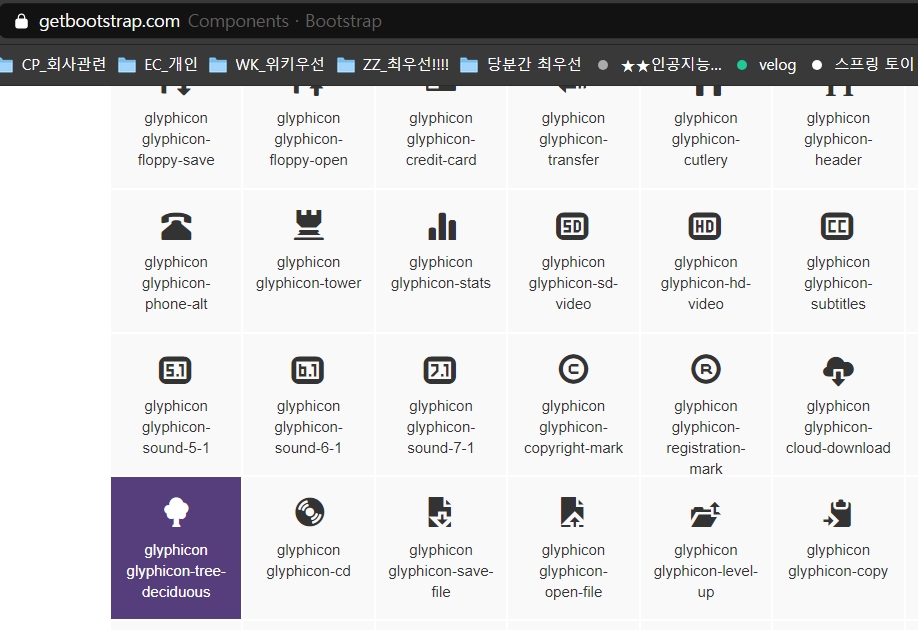 getbootstrap.com Components · Bootstrap
CP_회사관련 EC_개인 WK_위키우선 ZZ_최우선!!!! 당분간 최우선 ★★인공지능... velog 스프링 토이
glyphicon glyphicon glyphicon glyphicon glyphicon glyphicon
glyphicon- glyphicon- glyphicon- glyphicon- glyphicon- glyphicon-
floppy-save floppy-open credit-card transfer cutlery header
SD HD CC
glyphicon glyphicon glyphicon glyphicon glyphicon glyphicon
glyphicon- glyphicon-tower glyphicon-stats glyphicon-sd- glyphicon-hd- glyphicon-
phone-alt video video subtitles
5.1 6.1 7.1 C R
glyphicon glyphicon glyphicon glyphicon glyphicon glyphicon
glyphicon- glyphicon- glyphicon- glyphicon- glyphicon- glyphicon-
sound-5-1 sound-6-1 sound-7-1 copyright-mark registration- cloud-download
mark
glyphicon glyphicon glyphicon glyphicon glyphicon glyphicon
glyphicon-tree- glyphicon-cd glyphicon-save- glyphicon- glyphicon-level- glyphicon-copy
deciduous file open-file up